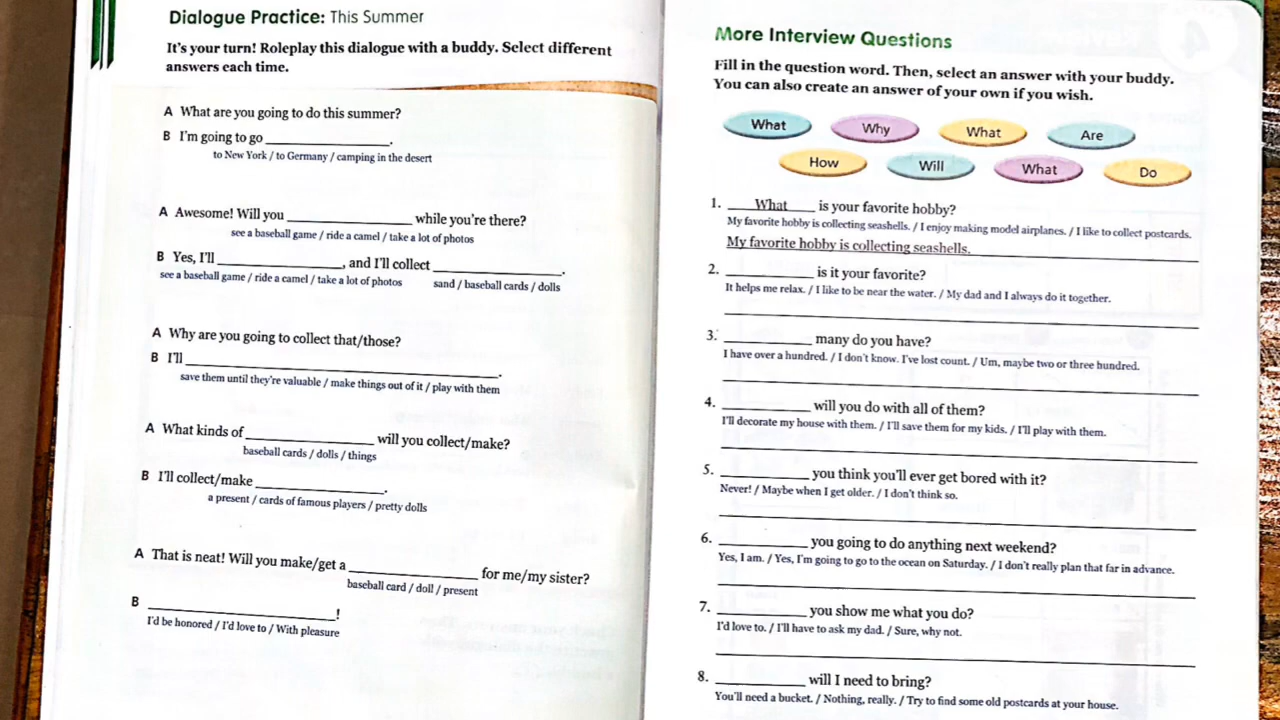 Dialogue Practice: This Summer
It's your turn! Roleplay this dialogue with a buddy. Select different
answers each time.
A What are you going to do this summer?
B I'm going to go ____________.
to New York / to Germany / camping in the desert
A Awesome! Will you ____________ while you're there?
see a baseball game / ride a camel / take a lot of photos
B Yes, I'll ____________, and I'll collect ____________.
see a baseball game / ride a camel / take a lot of photos sand / baseball cards / dolls
A Why are you going to collect that/those?
B I'll ____________.
save them until they're valuable / make things out of it / play with them
A What kinds of ____________ will you collect/make?
baseball cards / dolls / things
B I'll collect/make ____________.
a present / cards of famous players / pretty dolls
A That is neat! Will you make/get a ____________ for me/my sister?
baseball card / doll / present
B ____________!
I'd be honored / I'd love to / With pleasure
More Interview Questions
Fill in the question word. Then, select an answer with your buddy.
You can also create an answer of your own if you wish.
What Why What Are
How Will What Do
1. What is your favorite hobby?
My favorite hobby is collecting seashells. / I enjoy making model airplanes. / I like to collect postcards.
My favorite hobby is collecting seashells.
2. ____________ is it your favorite?
It helps me relax. / I like to be near the water. / My dad and I always do it together.
3. ____________ many do you have?
I have over a hundred. / I don't know. I've lost count. / Um, maybe two or three hundred.
4. ____________ will you do with all of them?
I'll decorate my house with them. / I'll save them for my kids. / I'll play with them.
5. ____________ you think you'll ever get bored with it?
Never! / Maybe when I get older. / I don't think so.
6. ____________ you going to do anything next weekend?
Yes, I am. / Yes, I'm going to go to the ocean on Saturday. / I don't really plan that far in advance.
7. ____________ you show me what you do?
I'd love to. / I'll have to ask my dad. / Sure, why not.
8. ____________ will I need to bring?
You'll need a bucket. / Nothing, really. / Try to find some old postcards at your house.